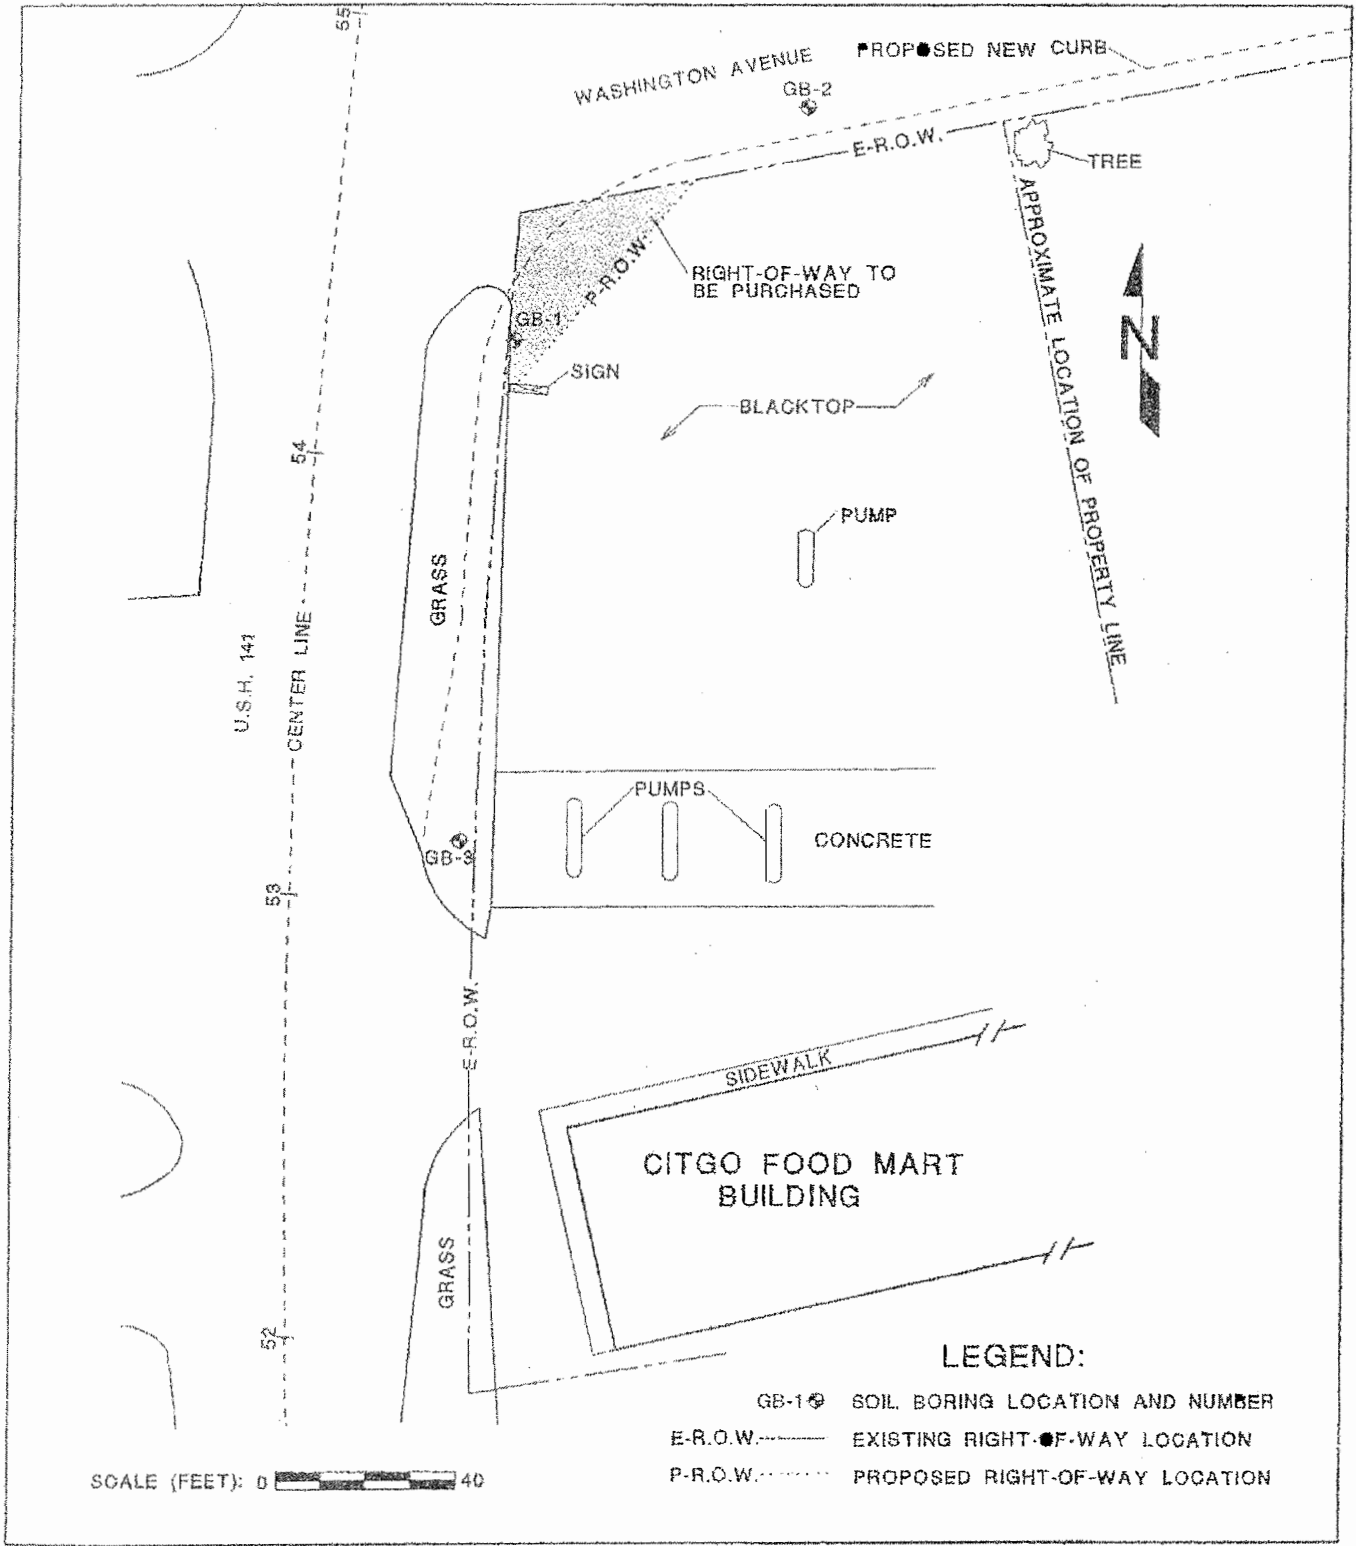 55
WASHINGTON AVENUE
PROPOSED NEW CURB
GB-2
E-R.O.W.
TREE
APPROXIMATE LOCATION OF PROPERTY LINE
P-R.O.W.
RIGHT-OF-WAY TO
BE PURCHASED
N
GB-1
SIGN
BLACKTOP
54
PUMP
GRASS
U.S.H. 141
CENTER LINE
PUMPS
CONCRETE
GB-3
53
E-R.O.W.
SIDEWALK
CITGO FOOD MART
BUILDING
GRASS
52
LEGEND:
GB-1 SOIL BORING LOCATION AND NUMBER
E-R.O.W. EXISTING RIGHT-OF-WAY LOCATION
P-R.O.W. PROPOSED RIGHT-OF-WAY LOCATION
SCALE (FEET): 0 40